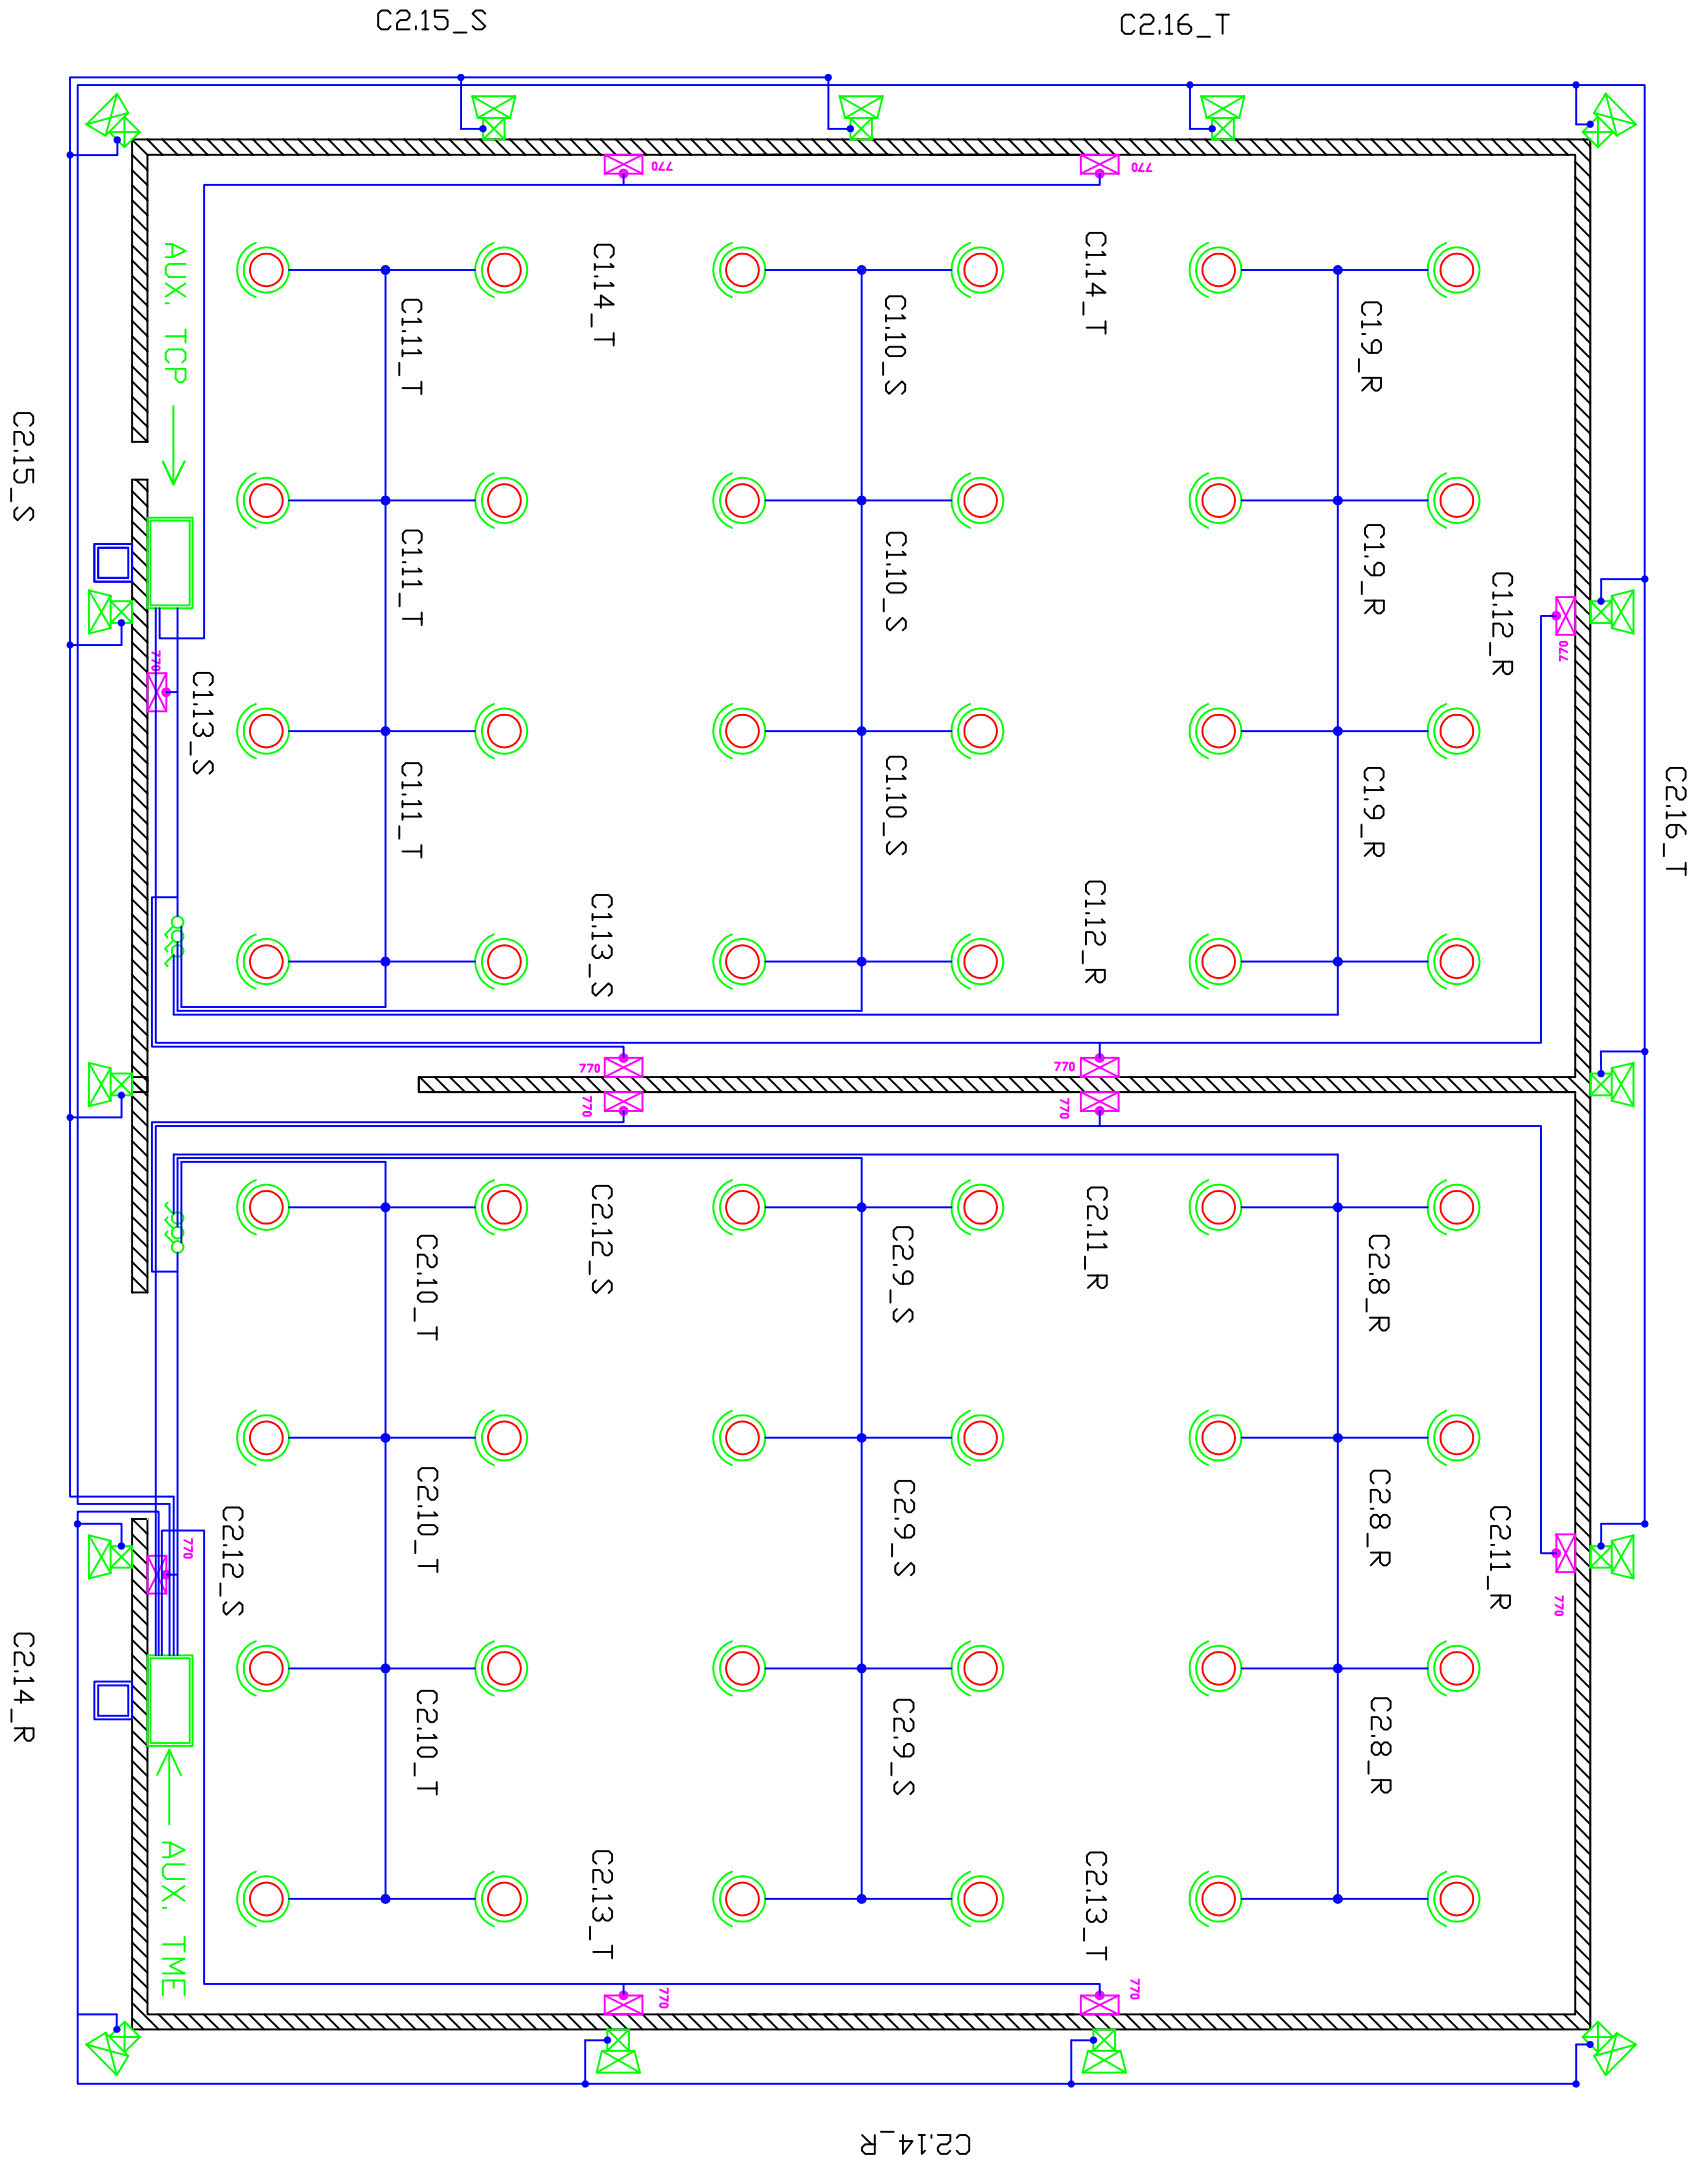 C2.15_S
C2.16_T
770
770
AUX. TCP
C1.14_T
C1.14_T
C1.11_T
C1.10_S
C1.9_R
C2.15_S
C1.11_T
C1.10_S
C1.9_R
C1.12_R
770
770
C1.13_S
C1.11_T
C1.10_S
C1.9_R
C2.16_T
C1.13_S
C1.12_R
770
770
770
770
C2.12_S
C2.11_R
C2.10_T
C2.9_S
C2.8_R
C2.10_T
C2.9_S
C2.8_R
C2.12_S
770
C2.11_R
770
C2.14_R
C2.10_T
C2.9_S
C2.8_R
AUX. TME
C2.13_T
C2.13_T
770
770
C2.14_R